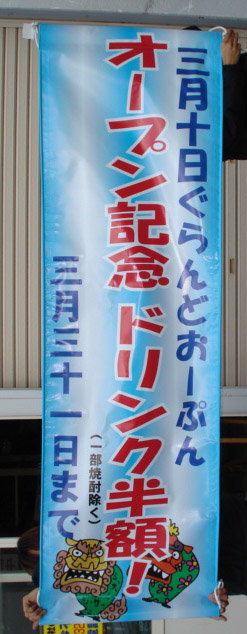 三月十日ぐらんどおーぷん
オープン記念 ドリンク半額!
(一部焼酎除く)
三月三十一日まで